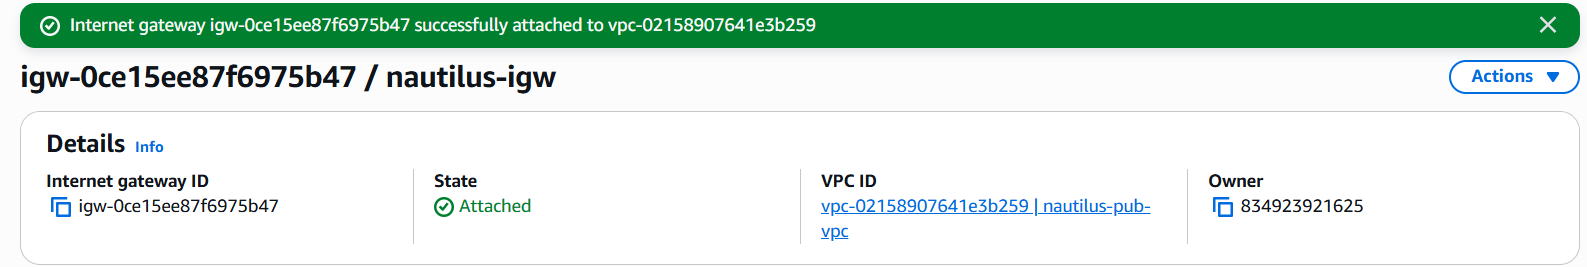 Internet gateway igw-0ce15ee87f6975b47 successfully attached to vpc-02158907641e3b259
igw-0ce15ee87f6975b47 / nautilus-igw
Actions
Details Info
Internet gateway ID
igw-0ce15ee87f6975b47
State
Attached
VPC ID
vpc-02158907641e3b259 | nautilus-pub-
vpc
Owner
834923921625